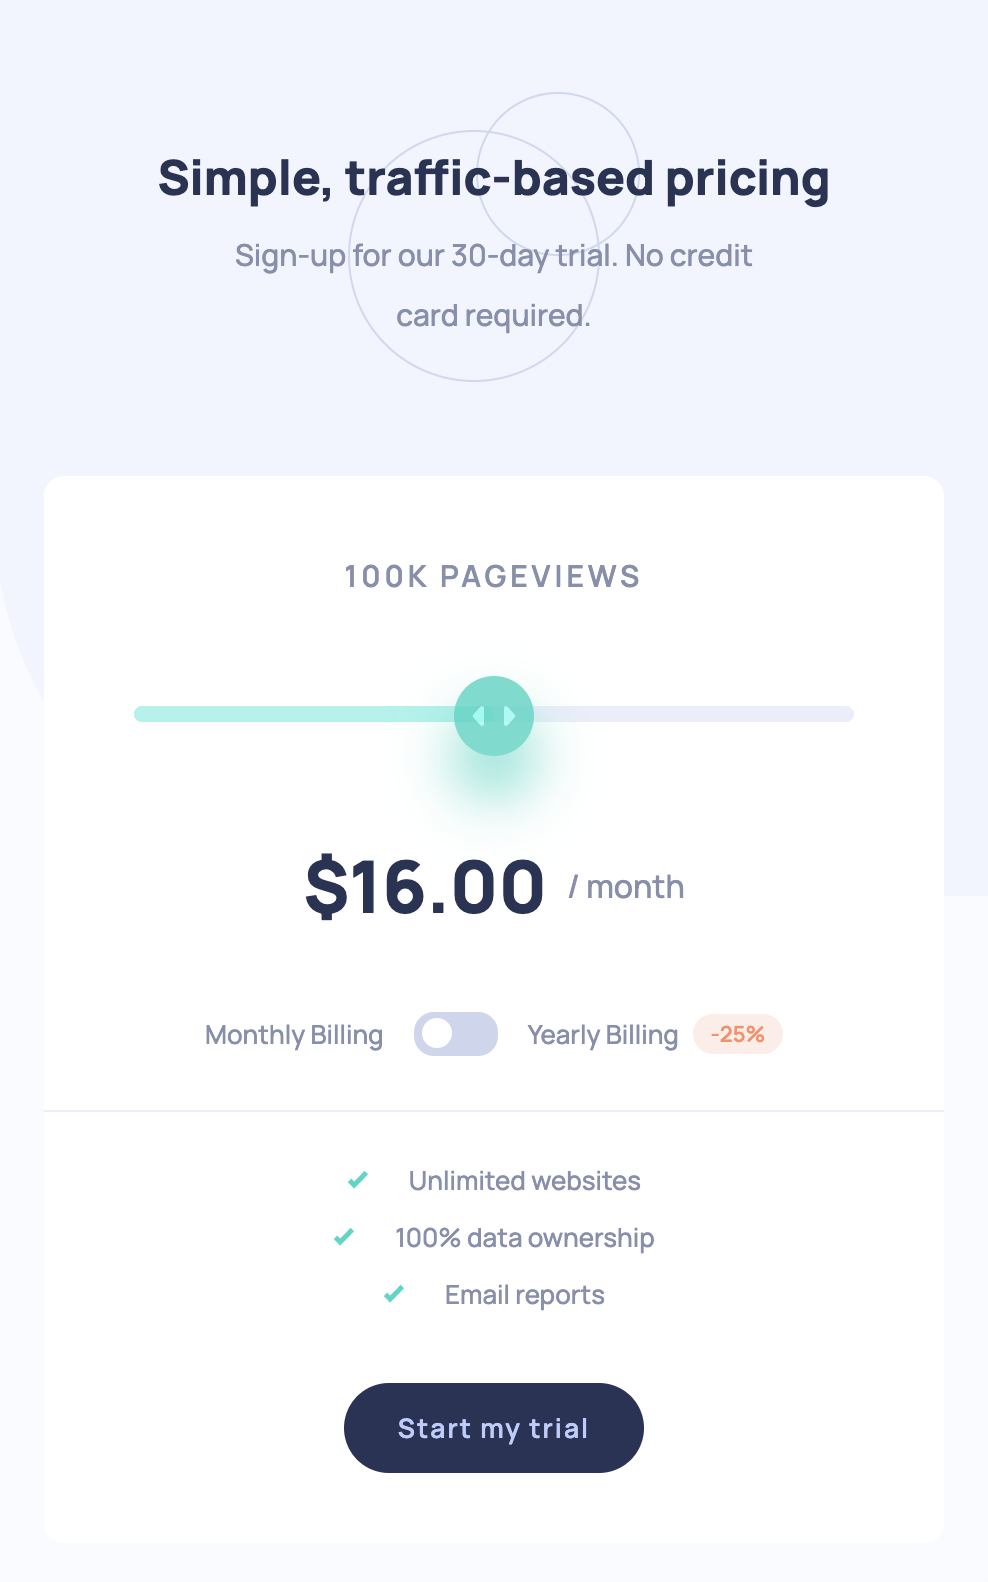 Simple, traffic-based pricing
Sign-up for our 30-day trial. No credit
card required.
100K PAGEVIEWS
$16.00 / month
Monthly Billing Yearly Billing -25%
Unlimited websites
100% data ownership
Email reports
Start my trial